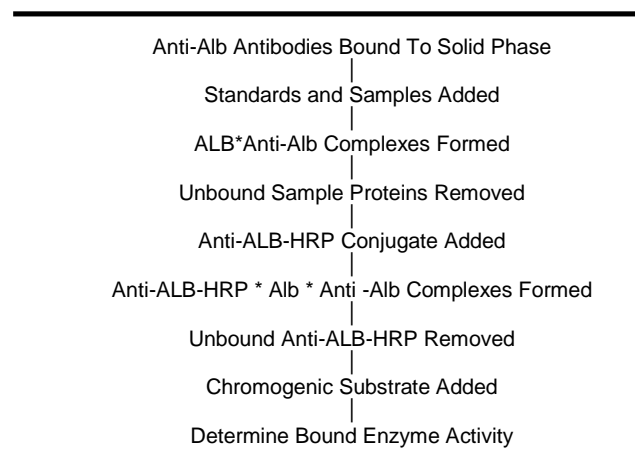 Anti-Alb Antibodies Bound To Solid Phase
Standards and Samples Added
ALB*Anti-Alb Complexes Formed
Unbound Sample Proteins Removed
Anti-ALB-HRP Conjugate Added
Anti-ALB-HRP * Alb * Anti -Alb Complexes Formed
Unbound Anti-ALB-HRP Removed
Chromogenic Substrate Added
Determine Bound Enzyme Activity